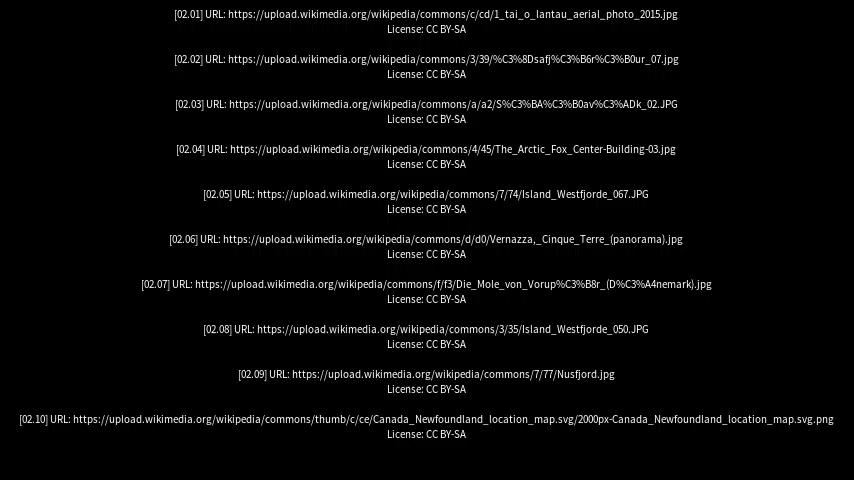 [02.01] URL: https://upload.wikimedia.org/wikipedia/commons/c/cd/1_tai_o_lantau_aerial_photo_2015.jpg
License: CC BY-SA
[02.02] URL: https://upload.wikimedia.org/wikipedia/commons/3/39/%C3%8Dsafj%C3%B6r%C3%B0ur_07.jpg
License: CC BY-SA
[02.03] URL: https://upload.wikimedia.org/wikipedia/commons/a/a2/S%C3%BA%C3%B0av%C3%ADk_02.JPG
License: CC BY-SA
[02.04] URL: https://upload.wikimedia.org/wikipedia/commons/4/45/The_Arctic_Fox_Center-Building-03.jpg
License: CC BY-SA
[02.05] URL: https://upload.wikimedia.org/wikipedia/commons/7/74/Island_Westfjorde_067.JPG
License: CC BY-SA
[02.06] URL: https://upload.wikimedia.org/wikipedia/commons/d/d0/Vernazza,_Cinque_Terre_(panorama).jpg
License: CC BY-SA
[02.07] URL: https://upload.wikimedia.org/wikipedia/commons/f/f3/Die_Mole_von_Vorup%C3%B8r_(D%C3%A4nemark).jpg
License: CC BY-SA
[02.08] URL: https://upload.wikimedia.org/wikipedia/commons/3/35/Island_Westfjorde_050.JPG
License: CC BY-SA
[02.09] URL: https://upload.wikimedia.org/wikipedia/commons/7/77/Nusfjord.jpg
License: CC BY-SA
[02.10] URL: https://upload.wikimedia.org/wikipedia/commons/thumb/c/ce/Canada_Newfoundland_location_map.svg/2000px-Canada_Newfoundland_location_map.svg.png
License: CC BY-SA